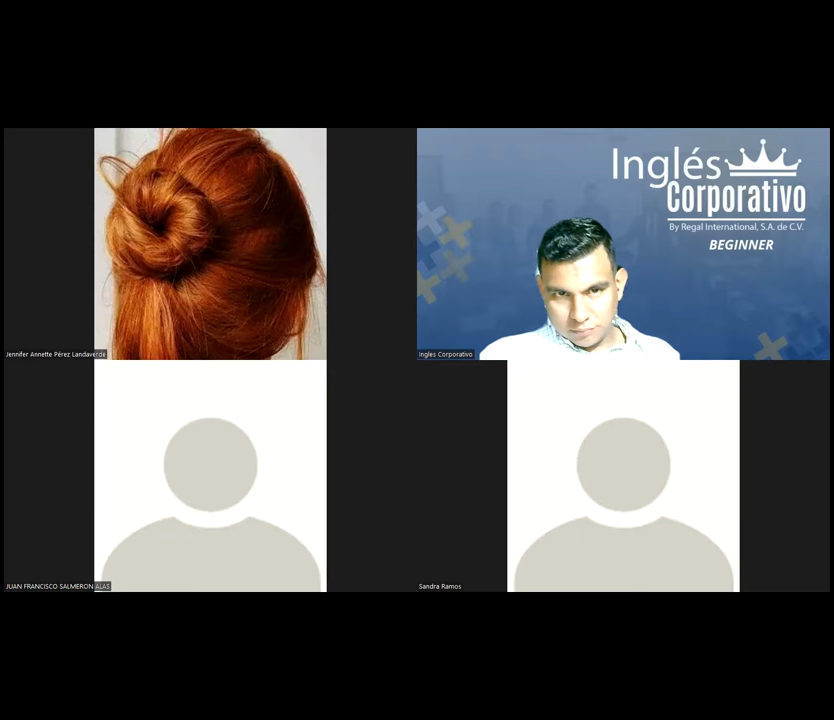 Inglés
Corporativo
By Regal International, S.A. de C.V.
BEGINNER
Jennifer Annette Pérez Landaverde
Ingles Corporativo
JUAN FRANCISCO SALMERON ALAS
Sandra Ramos